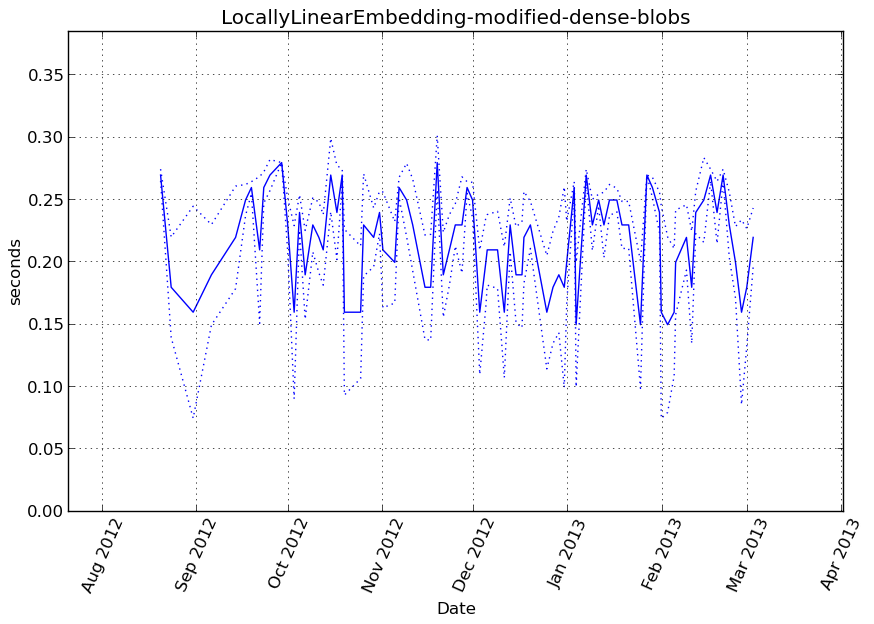 LocallyLinearEmbedding-modified-dense-blobs
seconds
0.35
0.30
0.25
0.20
0.15
0.10
0.05
0.00
Aug 2012
Sep 2012
Oct 2012
Nov 2012
Dec 2012
Jan 2013
Feb 2013
Mar 2013
Apr 2013
Date